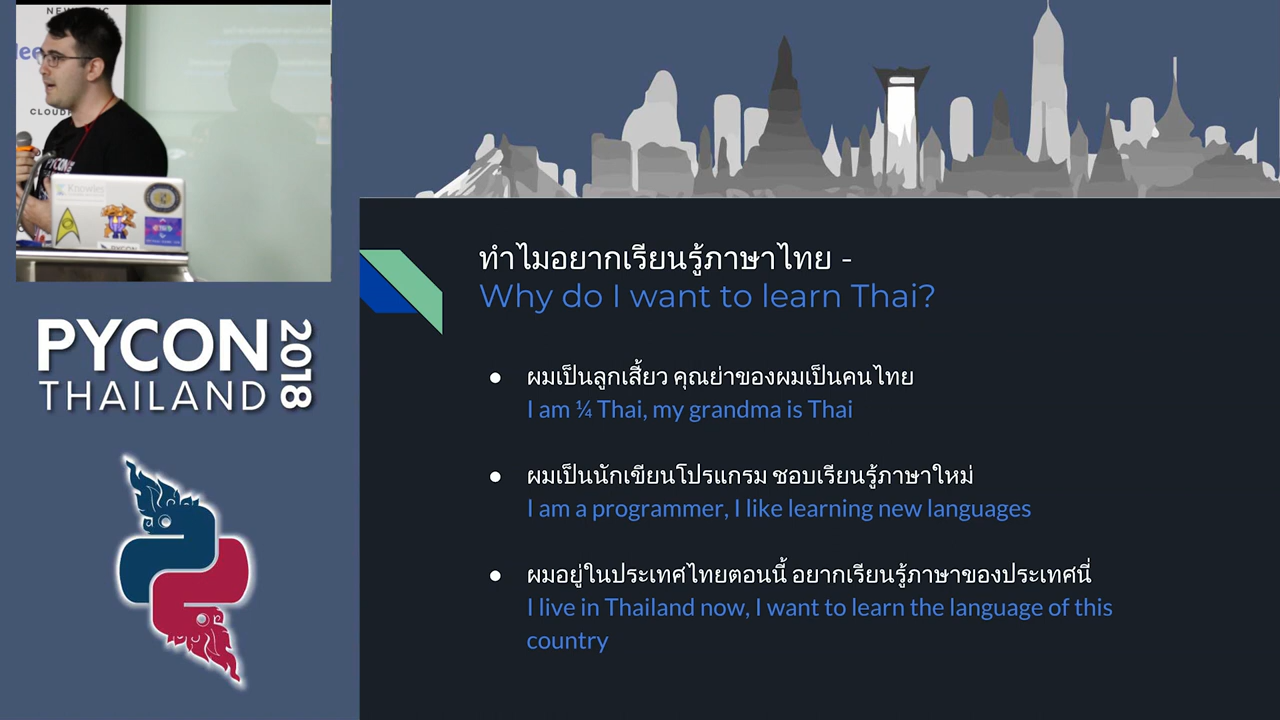 NE
CLOUD
Knowles
PYCON
PYCON
THAILAND
2018
ทำไมอยากเรียนรู้ภาษาไทย -
Why do I want to learn Thai?
● ผมเป็นลูกเสี้ยว คุณย่าของผมเป็นคนไทย
I am ¼ Thai, my grandma is Thai
● ผมเป็นนักเขียนโปรแกรม ชอบเรียนรู้ภาษาใหม่
I am a programmer, I like learning new languages
● ผมอยู่ในประเทศไทยตอนนี้ อยากเรียนรู้ภาษาของประเทศนี่
I live in Thailand now, I want to learn the language of this
country